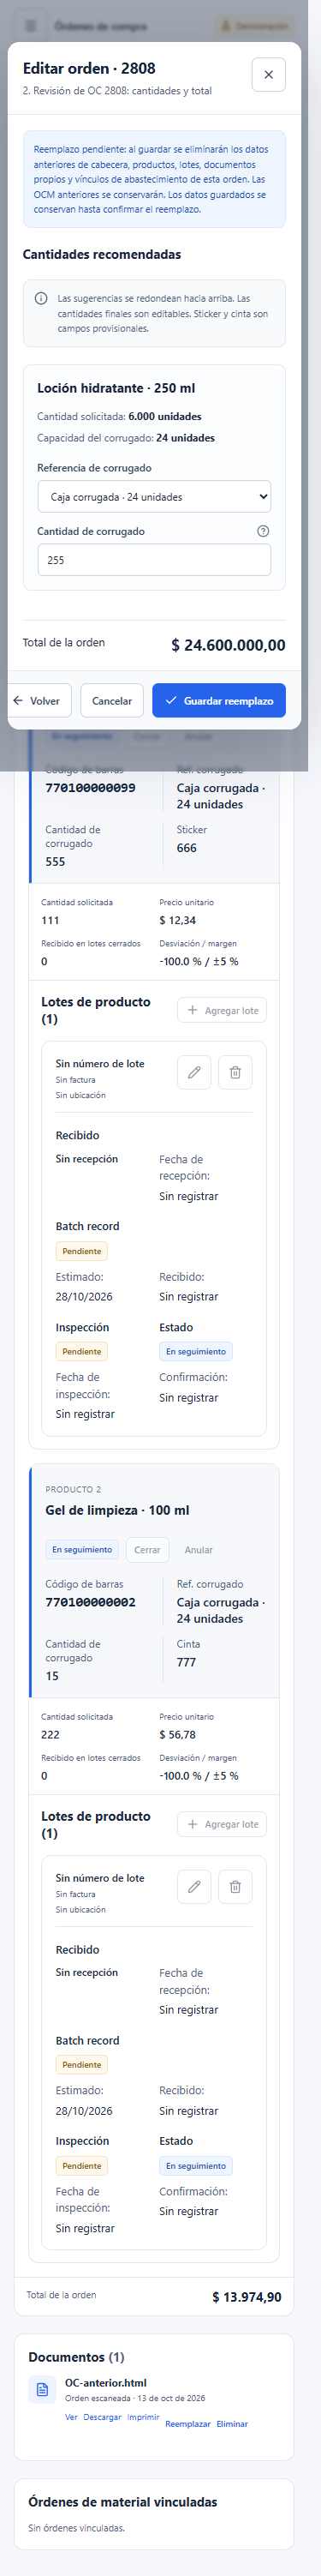 Órdenes de compra
Demostración
Editar orden · 2808
2. Revisión de OC 2808: cantidades y total
Reemplazo pendiente: al guardar se eliminarán los datos
anteriores de cabecera, productos, lotes, documentos
propios y vínculos de abastecimiento de esta orden. Las
OCM anteriores se conservarán. Los datos guardados se
conservan hasta confirmar el reemplazo.
Cantidades recomendadas
Las sugerencias se redondean hacia arriba. Las
cantidades finales son editables. Sticker y cinta son
campos provisionales.
Loción hidratante · 250 ml
Cantidad solicitada: 6.000 unidades
Capacidad del corrugado: 24 unidades
Referencia de corrugado
Caja corrugada · 24 unidades
Cantidad de corrugado
255
Total de la orden
$ 24.600.000,00
Volver
Cancelar
Guardar reemplazo
En seguimiento
Cerrar
Anular
Código de barras
770100000099
Ref. corrugado
Caja corrugada ·
24 unidades
Cantidad de
corrugado
555
Sticker
666
Cantidad solicitada
111
Precio unitario
$ 12,34
Recibido en lotes cerrados
0
Desviación / margen
-100.0 % / ±5 %
Lotes de producto
(1)
Agregar lote
Sin número de lote
Sin factura
Sin ubicación
Recibido
Sin recepción
Fecha de
recepción:
Sin registrar
Batch record
Pendiente
Estimado:
28/10/2026
Recibido:
Sin registrar
Inspección
Pendiente
Estado
En seguimiento
Fecha de
inspección:
Sin registrar
Confirmación:
Sin registrar
PRODUCTO 2
Gel de limpieza · 100 ml
En seguimiento
Cerrar
Anular
Código de barras
770100000002
Ref. corrugado
Caja corrugada ·
24 unidades
Cantidad de
corrugado
15
Cinta
777
Cantidad solicitada
222
Precio unitario
$ 56,78
Recibido en lotes cerrados
0
Desviación / margen
-100.0 % / ±5 %
Lotes de producto
(1)
Agregar lote
Sin número de lote
Sin factura
Sin ubicación
Recibido
Sin recepción
Fecha de
recepción:
Sin registrar
Batch record
Pendiente
Estimado:
28/10/2026
Recibido:
Sin registrar
Inspección
Pendiente
Estado
En seguimiento
Fecha de
inspección:
Sin registrar
Confirmación:
Sin registrar
Total de la orden
$ 13.974,90
Documentos (1)
OC-anterior.html
Orden escaneada · 13 de oct de 2026
Ver
Descargar
Imprimir
Reemplazar
Eliminar
Órdenes de material vinculadas
Sin órdenes vinculadas.